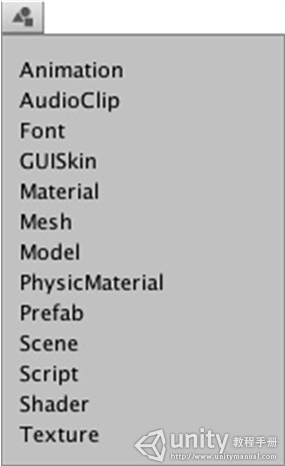 Animation
AudioClip
Font
GUISkin
Material
Mesh
Model
PhysicMaterial
Prefab
Scene
Script
Shader
Texture
unity 教程手册
http://www.unitymanual.com